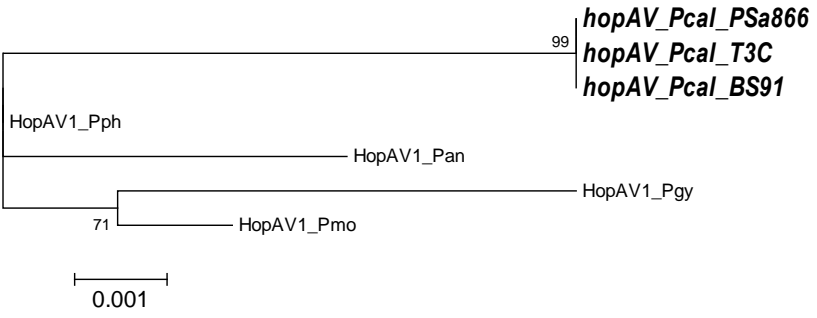 hopAV_Pcal_PSa866
99
hopAV_Pcal_T3C
hopAV_Pcal_BS91
HopAV1_Pph
HopAV1_Pan
HopAV1_Pgy
71
HopAV1_Pmo
0.001